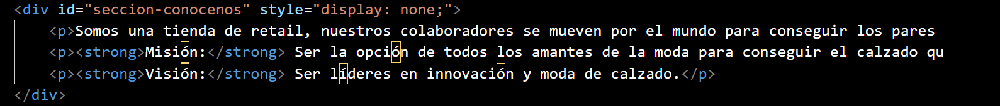 <div id="seccion-conocenos" style="display: none;">
<p>Somos una tienda de retail, nuestros colaboradores se mueven por el mundo para conseguir los pares
<p><strong>Misión:</strong> Ser la opción de todos los amantes de la moda para conseguir el calzado qu
<p><strong>Visión:</strong> Ser líderes en innovación y moda de calzado.</p>
</div>